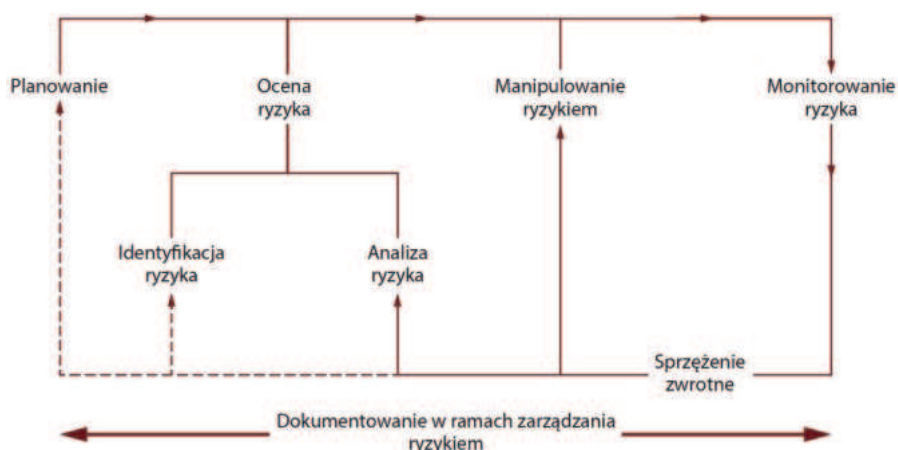 Planowanie
Ocena
ryzyka
Manipulowanie
ryzykiem
Monitorowanie
ryzyka
Identyfikacja
ryzyka
Analiza
ryzyka
Sprzężenie
zwrotne
Dokumentowanie w ramach zarządzania
ryzykiem